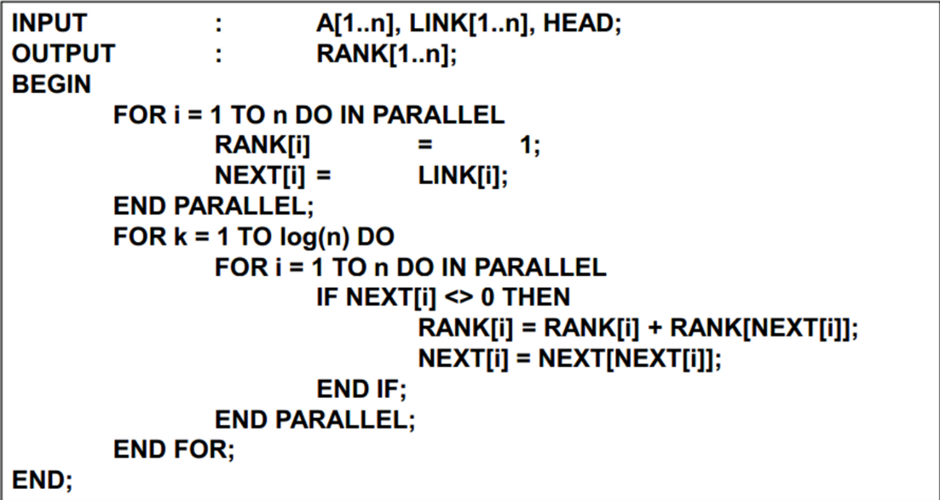 INPUT : A[1..n], LINK[1..n], HEAD;
OUTPUT : RANK[1..n];
BEGIN
FOR i = 1 TO n DO IN PARALLEL
RANK[i] = 1;
NEXT[i] = LINK[i];
END PARALLEL;
FOR k = 1 TO log(n) DO
FOR i = 1 TO n DO IN PARALLEL
IF NEXT[i] <> 0 THEN
RANK[i] = RANK[i] + RANK[NEXT[i]];
NEXT[i] = NEXT[NEXT[i]];
END IF;
END PARALLEL;
END FOR;
END;